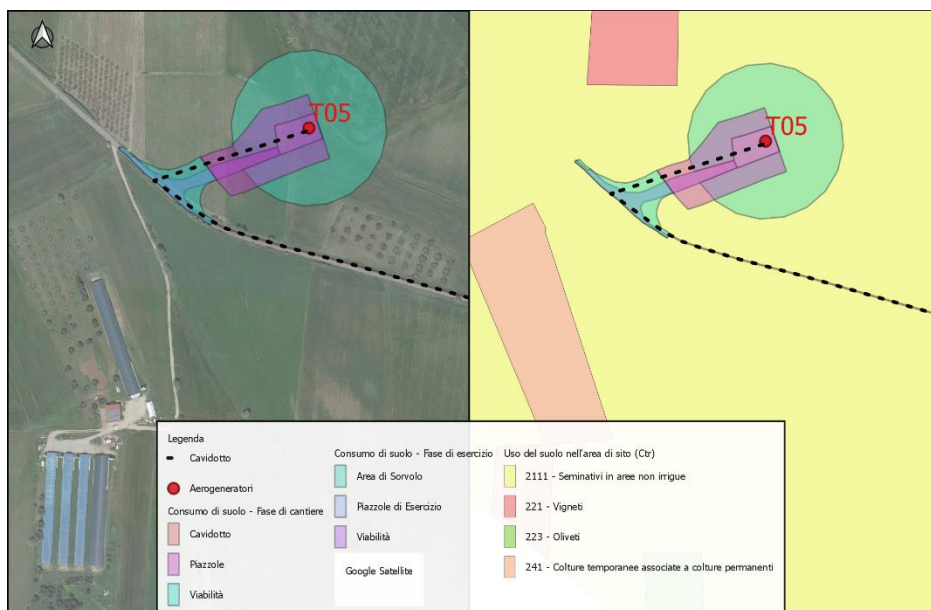 T05
T05
Legenda
Cavidotto
Aerogeneratori
Consumo di suolo - Fase di cantiere
Cavidotto
Piazzole
Viabilità
Consumo di suolo - Fase di esercizio
Area di Sorvolo
Piazzole di Esercizio
Viabilità
Google Satellite
Uso del suolo nell'area di sito (Ctr)
2111 - Seminativi in aree non irrigue
221 - Vigneti
223 - Oliveti
241 - Colture temporanee associate a colture permanenti